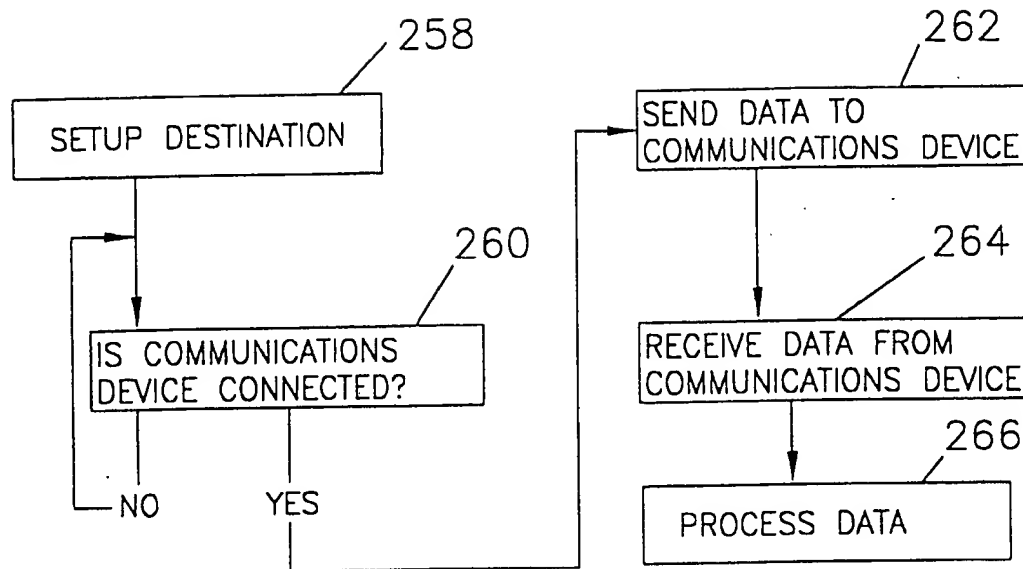 258
SETUP DESTINATION
260
IS COMMUNICATIONS
DEVICE CONNECTED?
NO
YES
262
SEND DATA TO
COMMUNICATIONS DEVICE
264
RECEIVE DATA FROM
COMMUNICATIONS DEVICE
266
PROCESS DATA